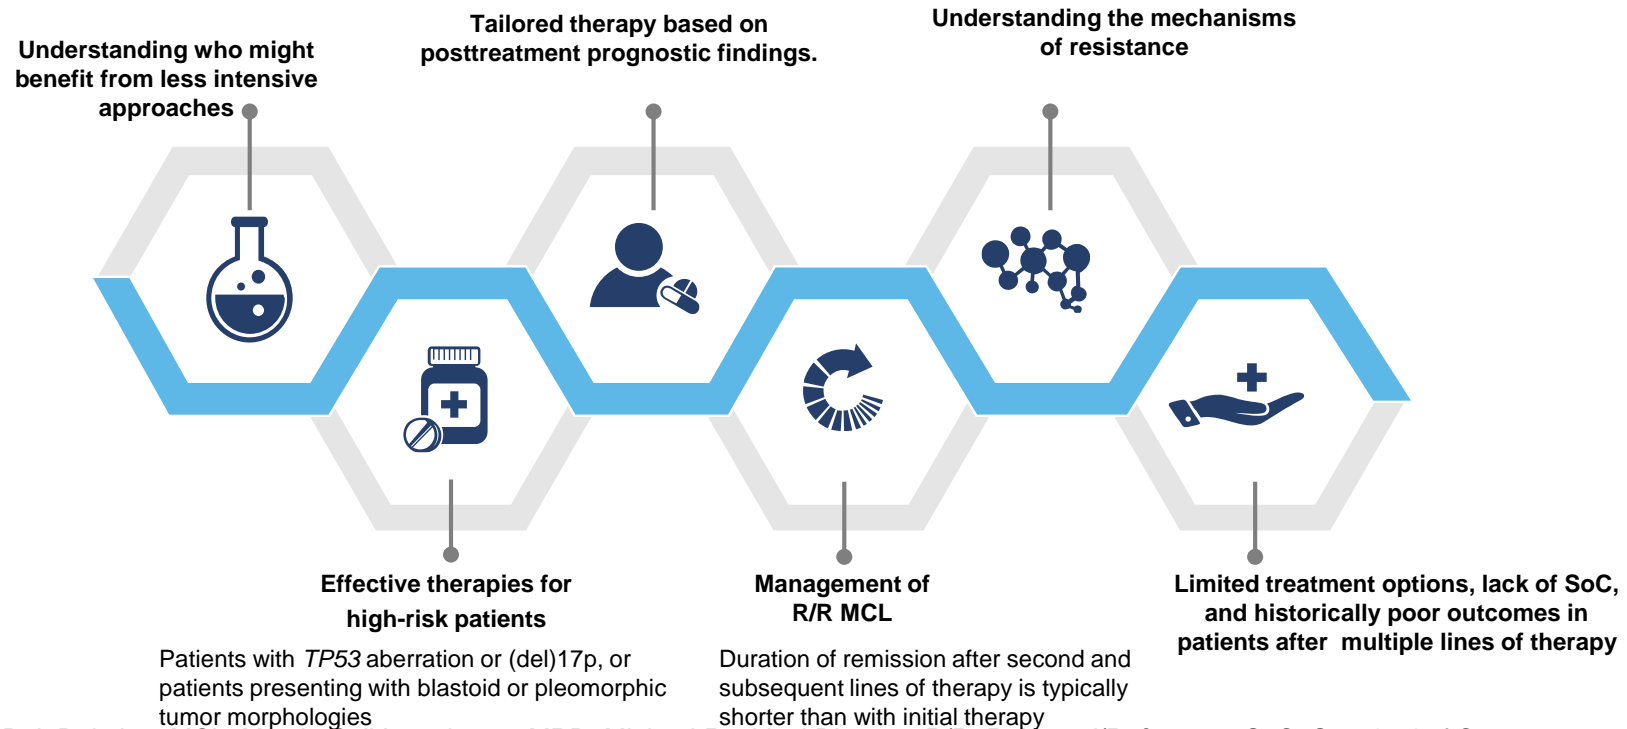 Understanding who might
benefit from less intensive
approaches
Tailored therapy based on
posttreatment prognostic findings.
Understanding the mechanisms
of resistance
Effective therapies for
high-risk patients
Patients with TP53 aberration or (del)17p, or
patients presenting with blastoid or pleomorphic
tumor morphologies
Management of
R/R MCL
Duration of remission after second and
subsequent lines of therapy is typically
shorter than with initial therapy
Limited treatment options, lack of SoC,
and historically poor outcomes in
patients after multiple lines of therapy